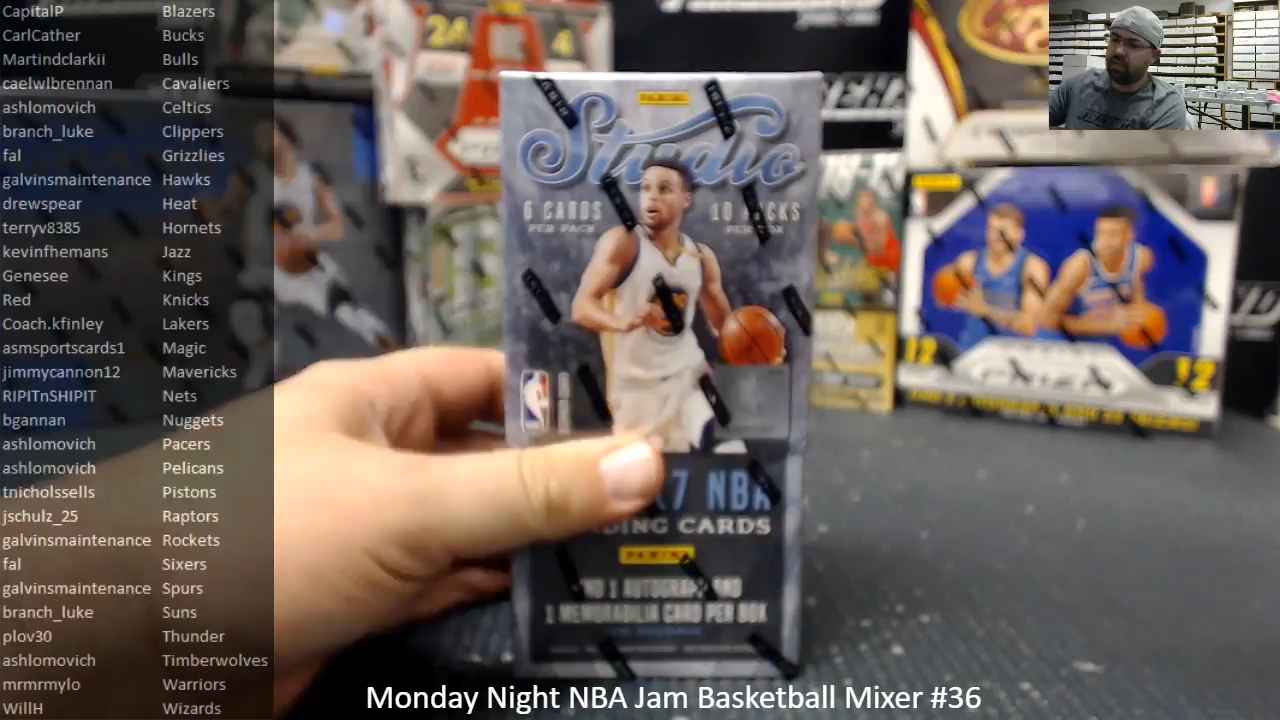 CapitalP Blazers
CarlCather Bucks
Martindclarkii Bulls
caelwlbrennan Cavaliers
ashlomovich Celtics
branch_luke Clippers
fal Grizzlies
galvinsmaintenance Hawks
drewspear Heat
terryv8385 Hornets
kevinfhemans Jazz
Genesee Kings
Red Knicks
Coach.kfinley Lakers
asmsportscards1 Magic
jimmycannon12 Mavericks
RIPITnSHIPIT Nets
bgannan Nuggets
ashlomovich Pacers
ashlomovich Pelicans
tnicholssells Pistons
jschulz_25 Raptors
galvinsmaintenance Rockets
fal Sixers
galvinsmaintenance Spurs
branch_luke Suns
plov30 Thunder
ashlomovich Timberwolves
mrmrmylo Warriors
WillH Wizards
PANINI
Studio
6 CARDS
PER PACK
10
NBA
CARDS
PANINI
1 AUTOGRAPH AND
1 MEMORABILIA CARD PER BOX
24
4
12
12
Monday Night NBA Jam Basketball Mixer #36